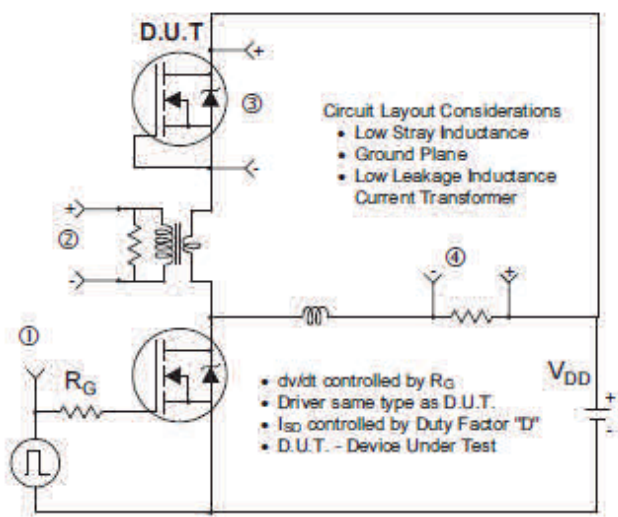 D.U.T
+
③
-
Circuit Layout Considerations
• Low Stray Inductance
• Ground Plane
• Low Leakage Inductance
Current Transformer
+
②
-
④
- +
①
RG
• dv/dt controlled by RG
• Driver same type as D.U.T.
• ISD controlled by Duty Factor "D"
• D.U.T. - Device Under Test
VDD
+
-